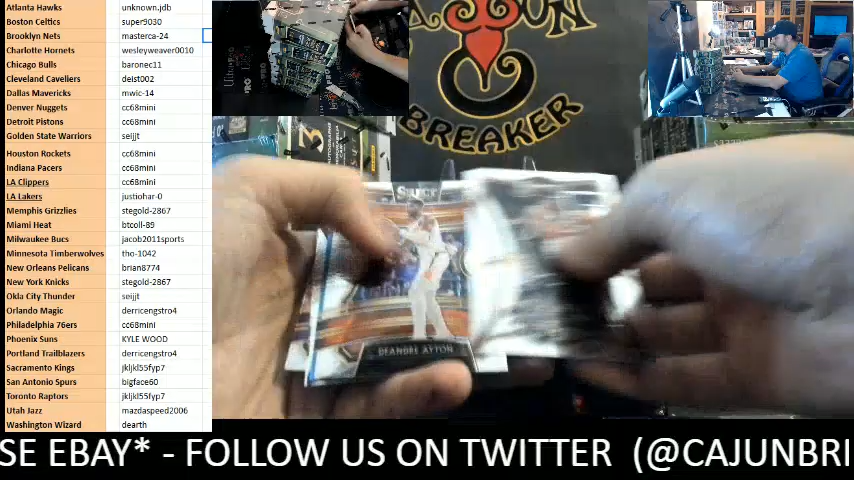 Atlanta Hawks unknown.jdb
Boston Celtics super9030
Brooklyn Nets masterca-24
Charlotte Hornets wesleyweaver0010
Chicago Bulls baronec11
Cleveland Caveliers deist002
Dallas Mavericks mwic-14
Denver Nuggets cc68mini
Detroit Pistons cc68mini
Golden State Warriors seijjt
Houston Rockets cc68mini
Indiana Pacers cc68mini
LA Clippers cc68mini
LA Lakers justiohar-0
Memphis Grizzlies stegold-2867
Miami Heat btcoll-89
Milwaukee Bucs jacob2011sports
Minnesota Timberwolves tho-1042
New Orleans Pelicans brian8774
New York Knicks stegold-2867
Okla City Thunder seijjt
Orlando Magic derricengstro4
Philadelphia 76ers cc68mini
Phoenix Suns KYLE WOOD
Portland Trailblazers derricengstro4
Sacramento Kings jkljkl55fyp7
San Antonio Spurs bigface60
Toronto Raptors jkljkl55fyp7
Utah Jazz mazdaspeed2006
Washington Wizard dearth
BREAKER
SELECT
DEANDRE AYTON
SE EBAY* - FOLLOW US ON TWITTER (@CAJUNBRI